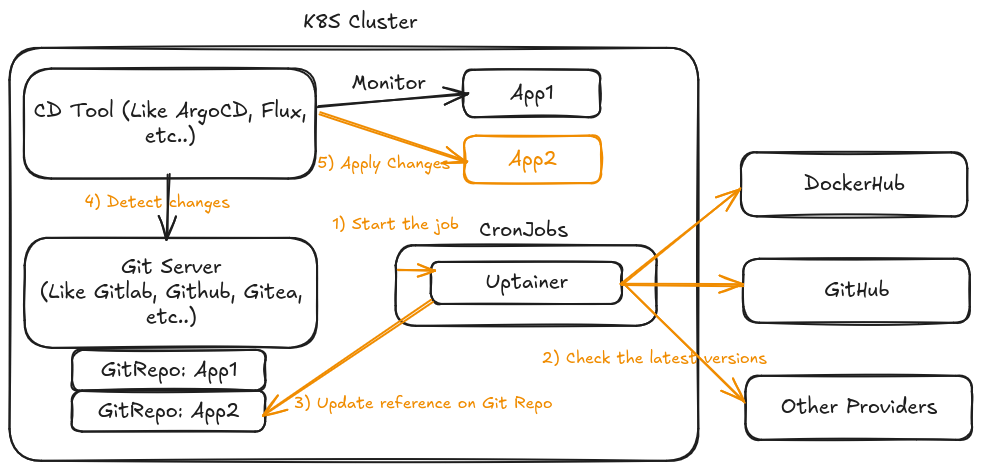 K8S Cluster
CD Tool (Like ArgoCD, Flux,
etc..)
Monitor
App1
App2
5) Apply Changes
4) Detect changes
1) Start the job
CronJobs
Uptainer
Git Server
(Like Gitlab, Github, Gitea,
etc..)
GitRepo: App1
GitRepo: App2
3) Update reference on Git Repo
2) Check the latest versions
DockerHub
GitHub
Other Providers